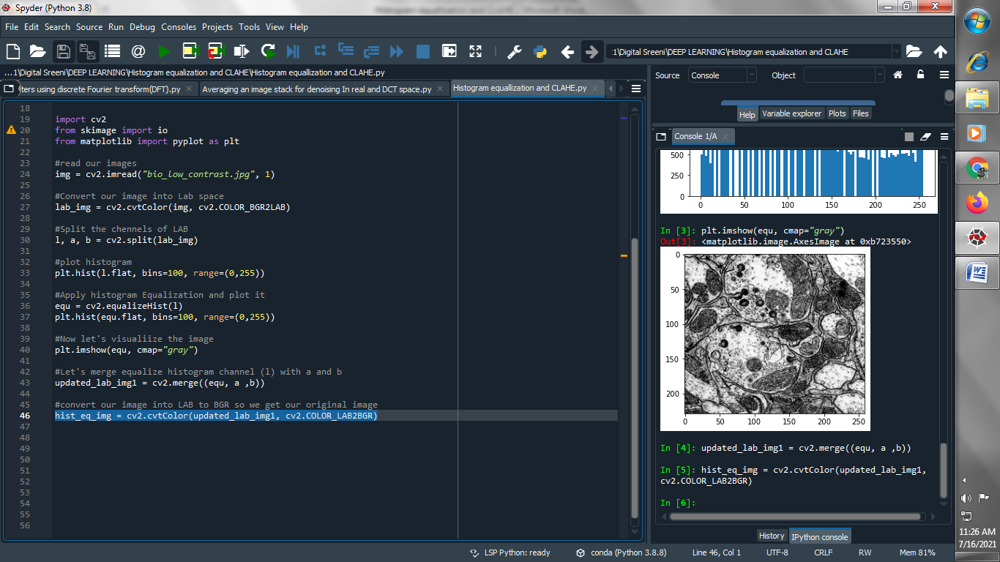 Spyder (Python 3.8)
File Edit Search Source Run Debug Consoles Projects Tools View Help
:1\Digital Sreeni\DEEP LEARNING\Histogram equalization and CLAHE
...1\Digital Sreeni\DEEP LEARNING\Histogram equalization and CLAHE\Histogram equallization and CLAHE.py
ters using discrete Fourier transform(DFT).py
Averaging an image stack for denoising In real and DCT space.py
Histogram equallization and CLAHE.py
18
19 import cv2
20 from skimage import io
21 from matplotlib import pyplot as plt
22
23 #read our images
24 img = cv2.imread("bio_low_contrast.jpg", 1)
25
26 #Convert our image into Lab space
27 lab_img = cv2.cvtColor(img, cv2.COLOR_BGR2LAB)
28
29 #Split the chennels of LAB
30 l, a, b = cv2.split(lab_img)
31
32 #plot histogram
33 plt.hist(l.flat, bins=100, range=(0,255))
34
35 #Apply histogram Equalization and plot it
36 equ = cv2.equalizeHist(l)
37 plt.hist(equ.flat, bins=100, range=(0,255))
38
39 #Now let's visualiize the image
40 plt.imshow(equ, cmap="gray")
41
42 #Let's merge equalize histogram channel (l) with a and b
43 updated_lab_img1 = cv2.merge((equ, a ,b))
44
45 #convert our image into LAB to BGR so we get our original image
46 hist_eq_img = cv2.cvtColor(updated_lab_img1, cv2.COLOR_LAB2BGR)
47
48
49
50
51
52
53
54
55
56
Source Console Object
Help Variable explorer Plots Files
Console 1/A
500
250
0
0 50 100 150 200 250
In [3]: plt.imshow(equ, cmap="gray")
Out[3]: <matplotlib.image.AxesImage at 0xb723550>
0
50
100
150
200
0 50 100 150 200 250
In [4]: updated_lab_img1 = cv2.merge((equ, a ,b))
In [5]: hist_eq_img = cv2.cvtColor(updated_lab_img1,
cv2.COLOR_LAB2BGR)
In [6]:
History IPython console
LSP Python: ready conda (Python 3.8.8) Line 46, Col 1 UTF-8 CRLF RW Mem 81%
11:26 AM
7/16/2021